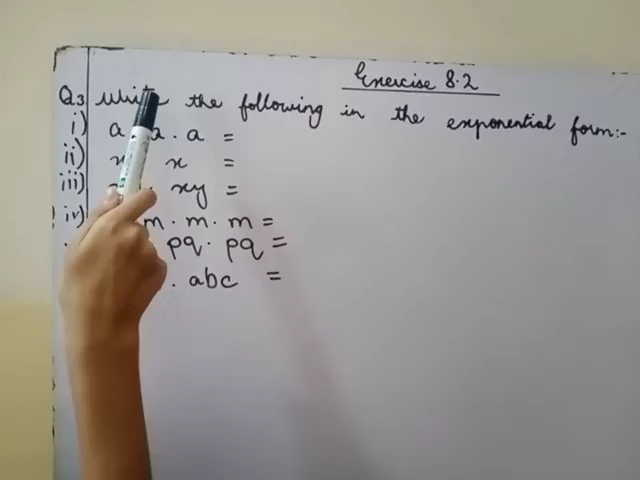 Exercise 8.2
Q3 Write the following in the exponential form:-
i) a . a . a =
ii) x x =
iii) . xy =
iv) m . m . m =
pq . pq =
. abc =